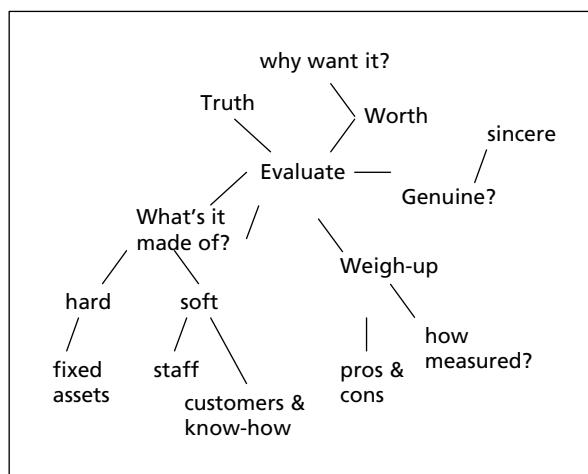 why want it?
Truth
Worth
sincere
Evaluate
Genuine?
What's it
made of?
Weigh-up
hard
soft
how
measured?
fixed
assets
staff
pros &
cons
customers &
know-how